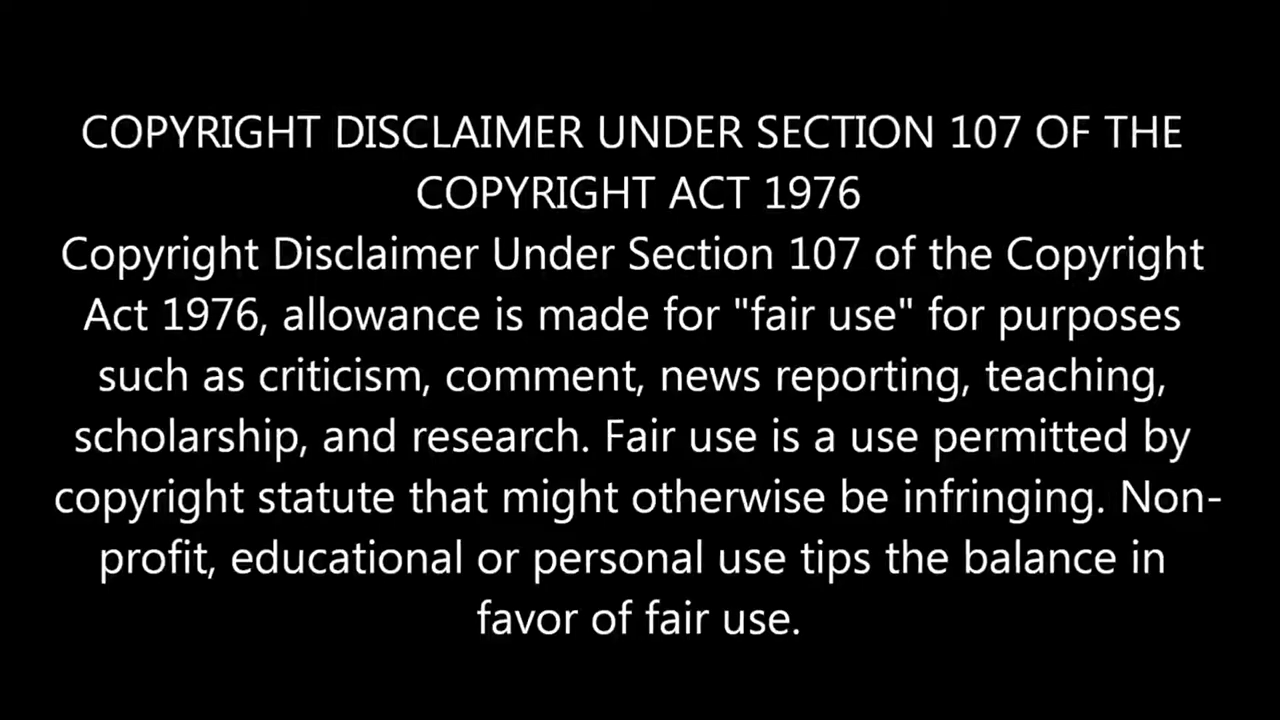 COPYRIGHT DISCLAIMER UNDER SECTION 107 OF THE
COPYRIGHT ACT 1976
Copyright Disclaimer Under Section 107 of the Copyright
Act 1976, allowance is made for "fair use" for purposes
such as criticism, comment, news reporting, teaching,
scholarship, and research. Fair use is a use permitted by
copyright statute that might otherwise be infringing. Non-
profit, educational or personal use tips the balance in
favor of fair use.